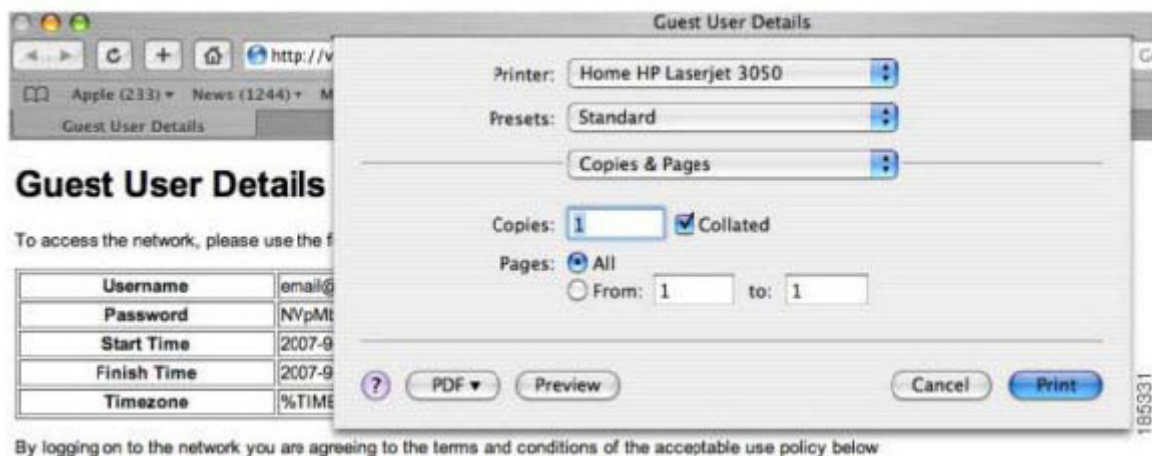 Guest User Details
http://v
Apple (233) News (1244) M
Guest User Details
Printer: Home HP Laserjet 3050
Presets: Standard
Copies & Pages
Copies: 1 Collated
Pages: All
From: 1 to: 1
? PDF Preview Cancel Print
Guest User Details
To access the network, please use the f
Username email@
Password NVpMb
Start Time 2007-9
Finish Time 2007-9
Timezone %TIME
By logging on to the network you are agreeing to the terms and conditions of the acceptable use policy below
185331